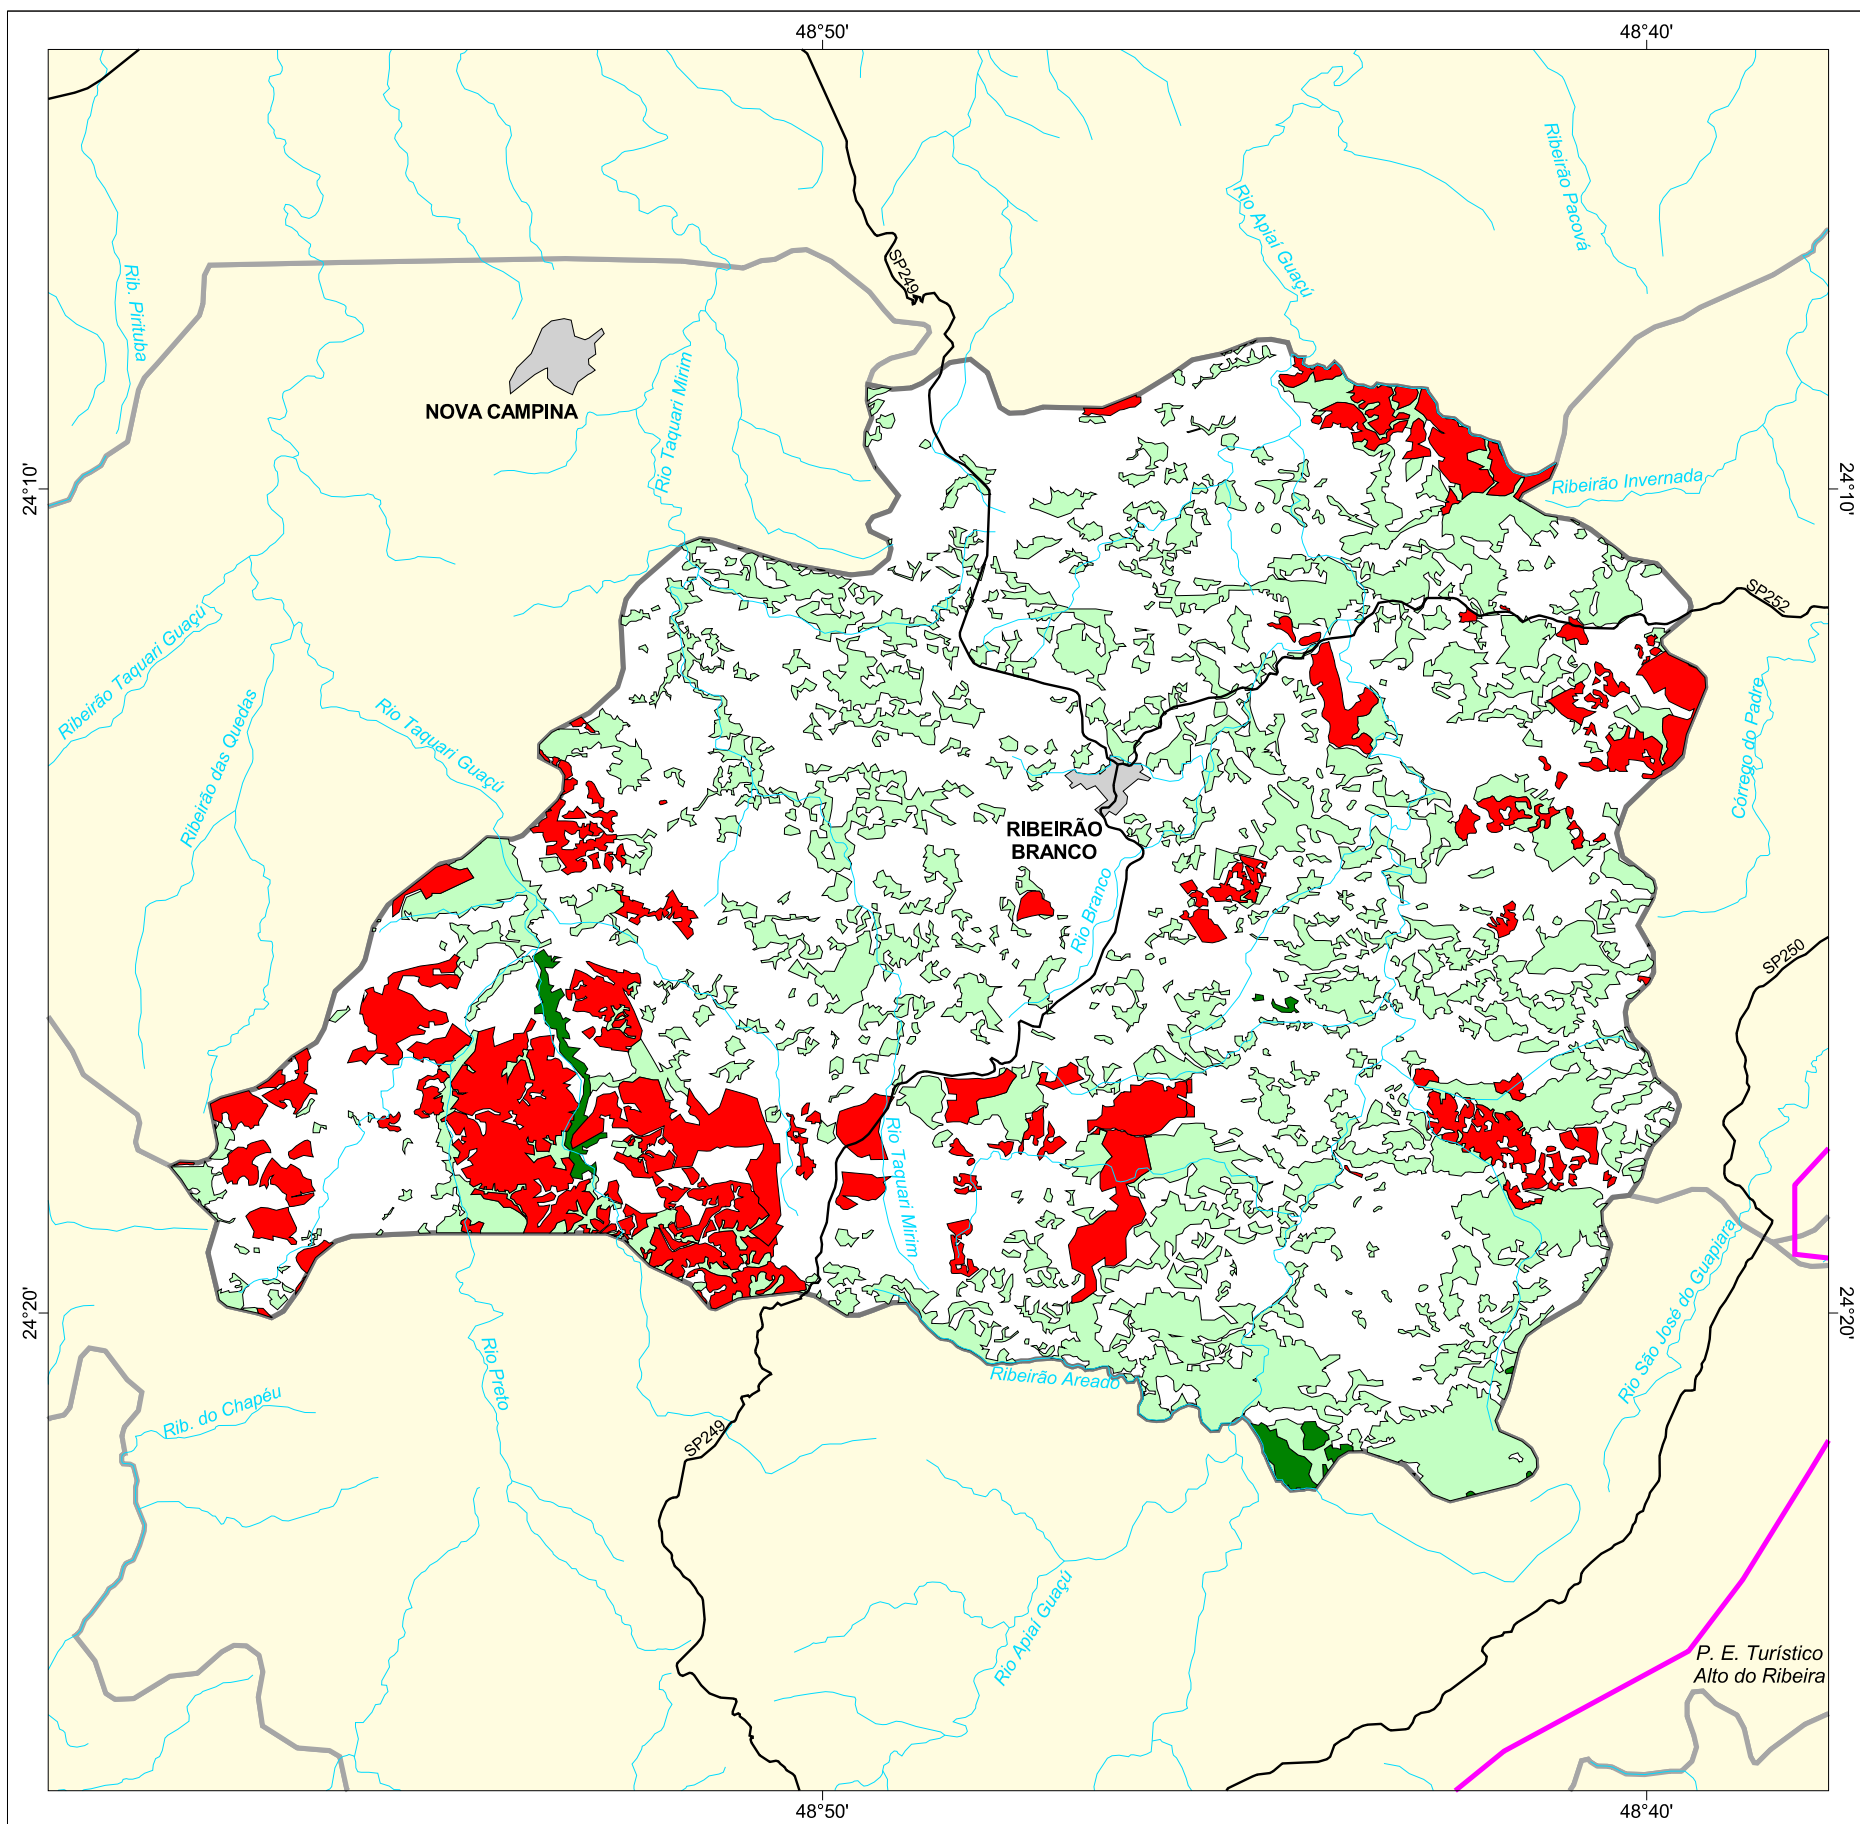 48°50'
48°40'
Ribeirão Pacová
Rio Apiaí Guaçú
SP249
Rib. Pirituba
Rio Taquari Mirim
NOVA CAMPINA
24°10'
24°10'
Ribeirão Invernada
SP252
Ribeirão Taquari Guaçú
Ribeirão das Quedas
Rio Taquari Guaçú
Córrego do Padre
RIBEIRÃO
BRANCO
Rio Branco
SP250
Rio Taquari Mirim
Rio São José do Guapiara
24°20'
24°20'
Rio Preto
Ribeirão Areado
Rib. do Chapéu
SP249
Rio Apiaí Guaçú
P. E. Turístico
Alto do Ribeira
48°50'
48°40'